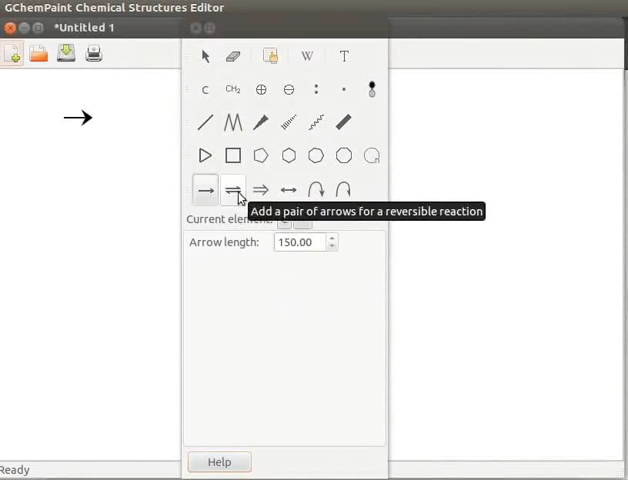 GChemPaint Chemical Structures Editor
*Untitled 1
W
T
C
CH₂
Add a pair of arrows for a reversible reaction
Current element:
Arrow length: 150.00
Help
Ready